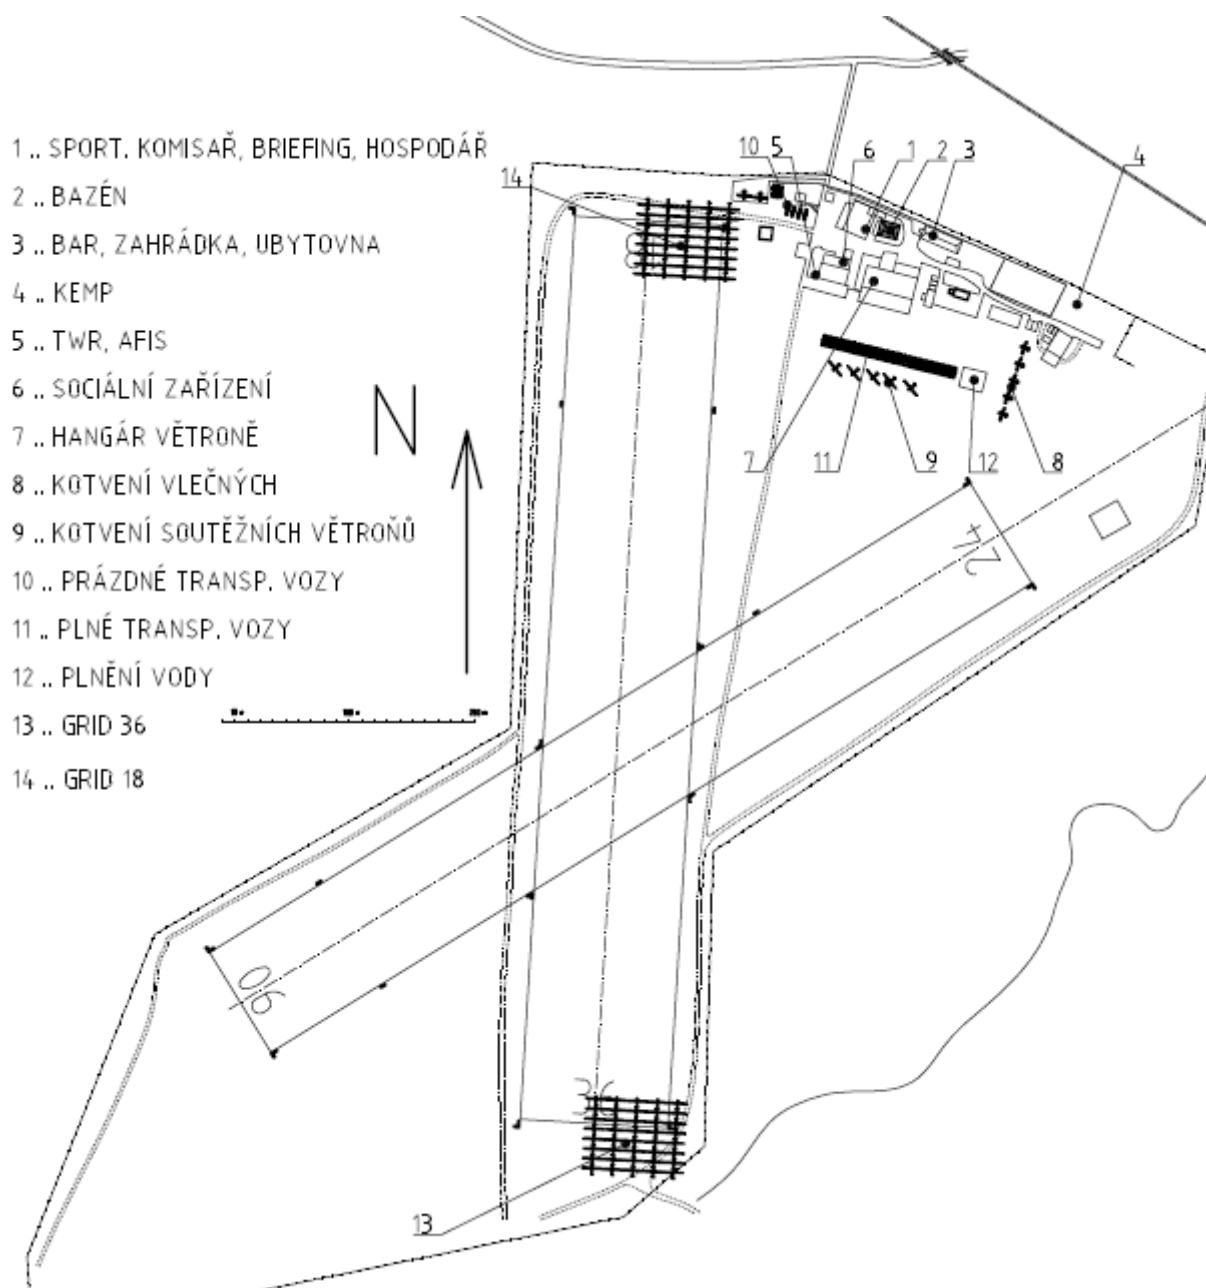 1 .. SPORT. KOMISAŘ, BRIEFING, HOSPODÁŘ
2 .. BAZÉN
3 .. BAR, ZAHRÁDKA, UBYTOVNA
4 .. KEMP
5 .. TWR, AFIS
6 .. SOCIÁLNÍ ZAŘÍZENÍ
7 .. HANGÁR VĚTRONĚ
8 .. KOTVENÍ VLEČNÝCH
9 .. KOTVENÍ SOUTĚŽNÍCH VĚTROŇŮ
10 .. PRÁZDNÉ TRANSP. VOZY
11 .. PLNÉ TRANSP. VOZY
12 .. PLNĚNÍ VODY
13 .. GRID 36
14 .. GRID 18
N
10 5 6 1 2 3 4
14
7 11 9 12 8
24
06
36
13